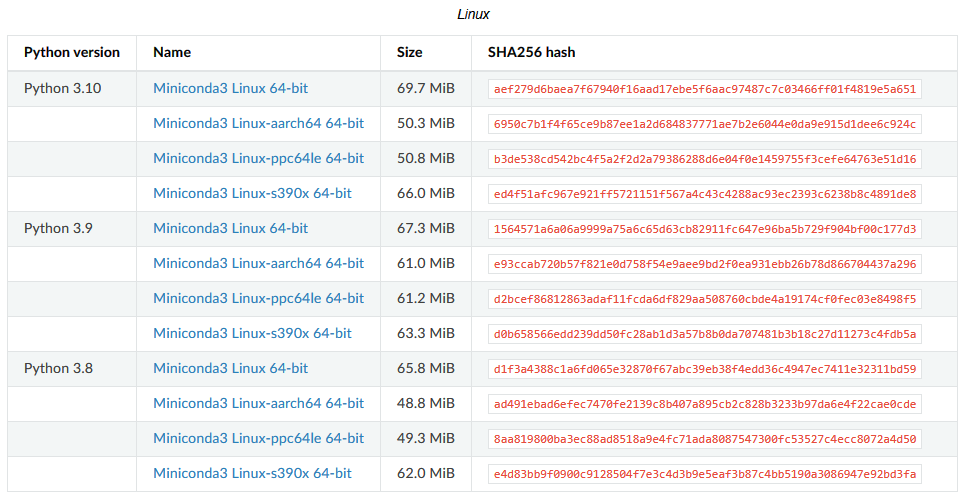 Linux
Python version Name Size SHA256 hash
Python 3.10 Miniconda3 Linux 64-bit 69.7 MiB aef279d6baea7f67940f16aad17ebe5f6aac97487c7c03466ff01f4819e5a651
Miniconda3 Linux-aarch64 64-bit 50.3 MiB 6950c7b1f4f65ce9b87ee1a2d684837771ae7b2e6044e0da9e915d1dee6c924c
Miniconda3 Linux-ppc64le 64-bit 50.8 MiB b3de538cd542bc4f5a2f2d2a79386288d6e04f0e1459755f3cefe64763e51d16
Miniconda3 Linux-s390x 64-bit 66.0 MiB ed4f51afc967e921ff5721151f567a4c43c4288ac93ec2393c6238b8c4891de8
Python 3.9 Miniconda3 Linux 64-bit 67.3 MiB 1564571a6a06a9999a75a6c65d63cb82911fc647e96ba5b729f904bf00c177d3
Miniconda3 Linux-aarch64 64-bit 61.0 MiB e93ccab720b57f821e0d758f54e9aee9bd2f0ea931ebb26b78d866704437a296
Miniconda3 Linux-ppc64le 64-bit 61.2 MiB d2bcef86812863adaf11fcda6df829aa508760cbde4a19174cf0fec03e8498f5
Miniconda3 Linux-s390x 64-bit 63.3 MiB d0b658566edd239dd50fc28ab1d3a57b8b0da707481b3b18c27d11273c4fdb5a
Python 3.8 Miniconda3 Linux 64-bit 65.8 MiB d1f3a4388c1a6fd065e32870f67abc39eb38f4edd36c4947ec7411e32311bd59
Miniconda3 Linux-aarch64 64-bit 48.8 MiB ad491ebad6efec7470fe2139c8b407a895cb2c828b3233b97da6e4f22cae0cde
Miniconda3 Linux-ppc64le 64-bit 49.3 MiB 8aa819800ba3ec88ad8518a9e4fc71ada8087547300fc53527c4ecc8072a4d50
Miniconda3 Linux-s390x 64-bit 62.0 MiB e4d83bb9f0900c9128504f7e3c4d3b9e5eaf3b87c4bb5190a3086947e92bd3fa